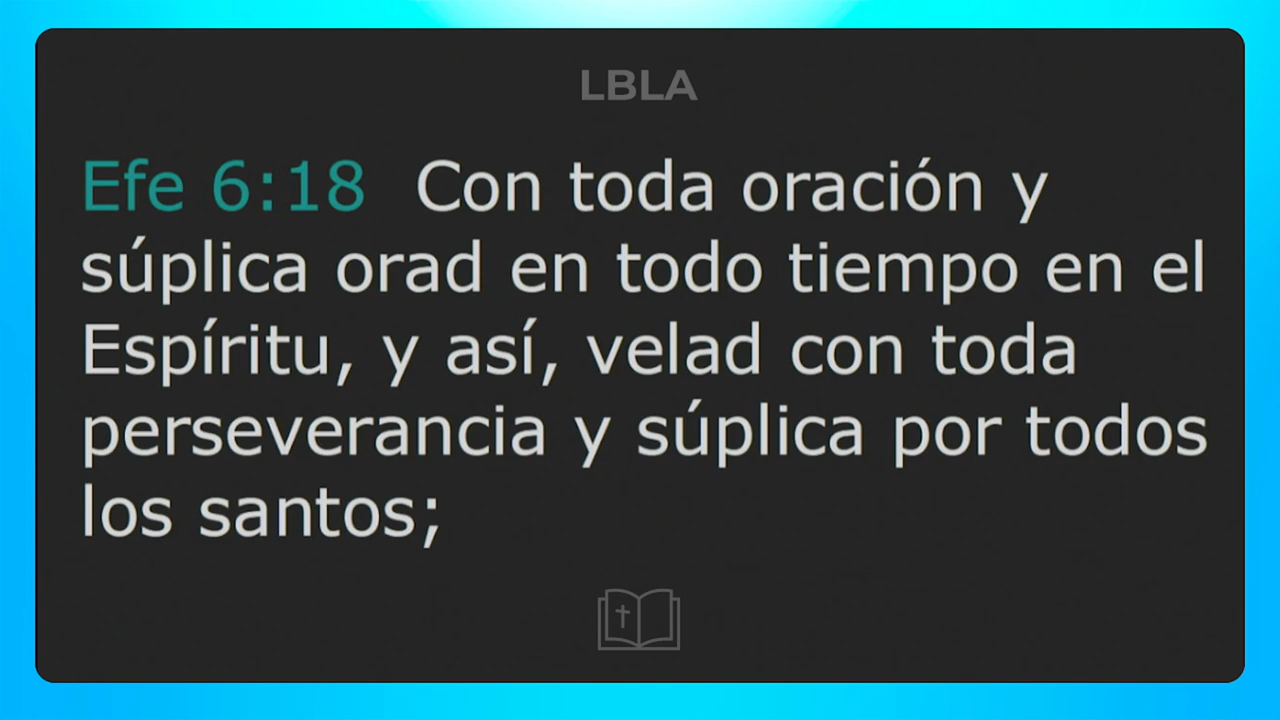 LBLA
Efe 6:18 Con toda oración y
súplica orad en todo tiempo en el
Espíritu, y así, velad con toda
perseverancia y súplica por todos
los santos;